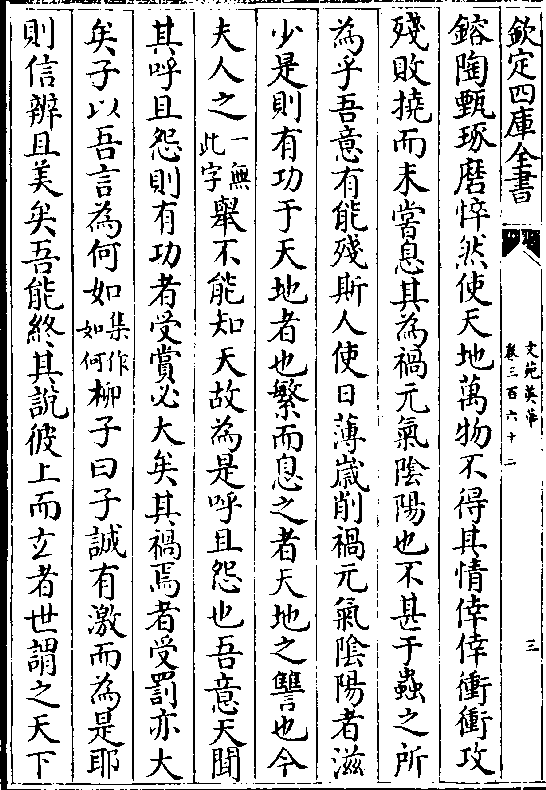 欽定四庫全書
文苑英華
卷三百六十二
三
鎔陶甄琢磨悴然使天地萬物不得其情倖倖衝衝攻
殘敗撓而未嘗息其為禍元氣陰陽也不甚于蟲之所
為乎吾意有能殘斯人使日薄嵗削禍元氣陰陽者滋
少是則有功于天地者也繁而息之者天地之讐也今
夫人之一無此字舉不能知天故為是呼且怨也吾意天聞
其呼且怨則有功者受賞必大矣其禍焉者受罰亦大
矣子以吾言為何如集作如何柳子曰子誠有激而為是耶
則信辨且美矣吾能終其說彼上而𤣥者世謂之天下